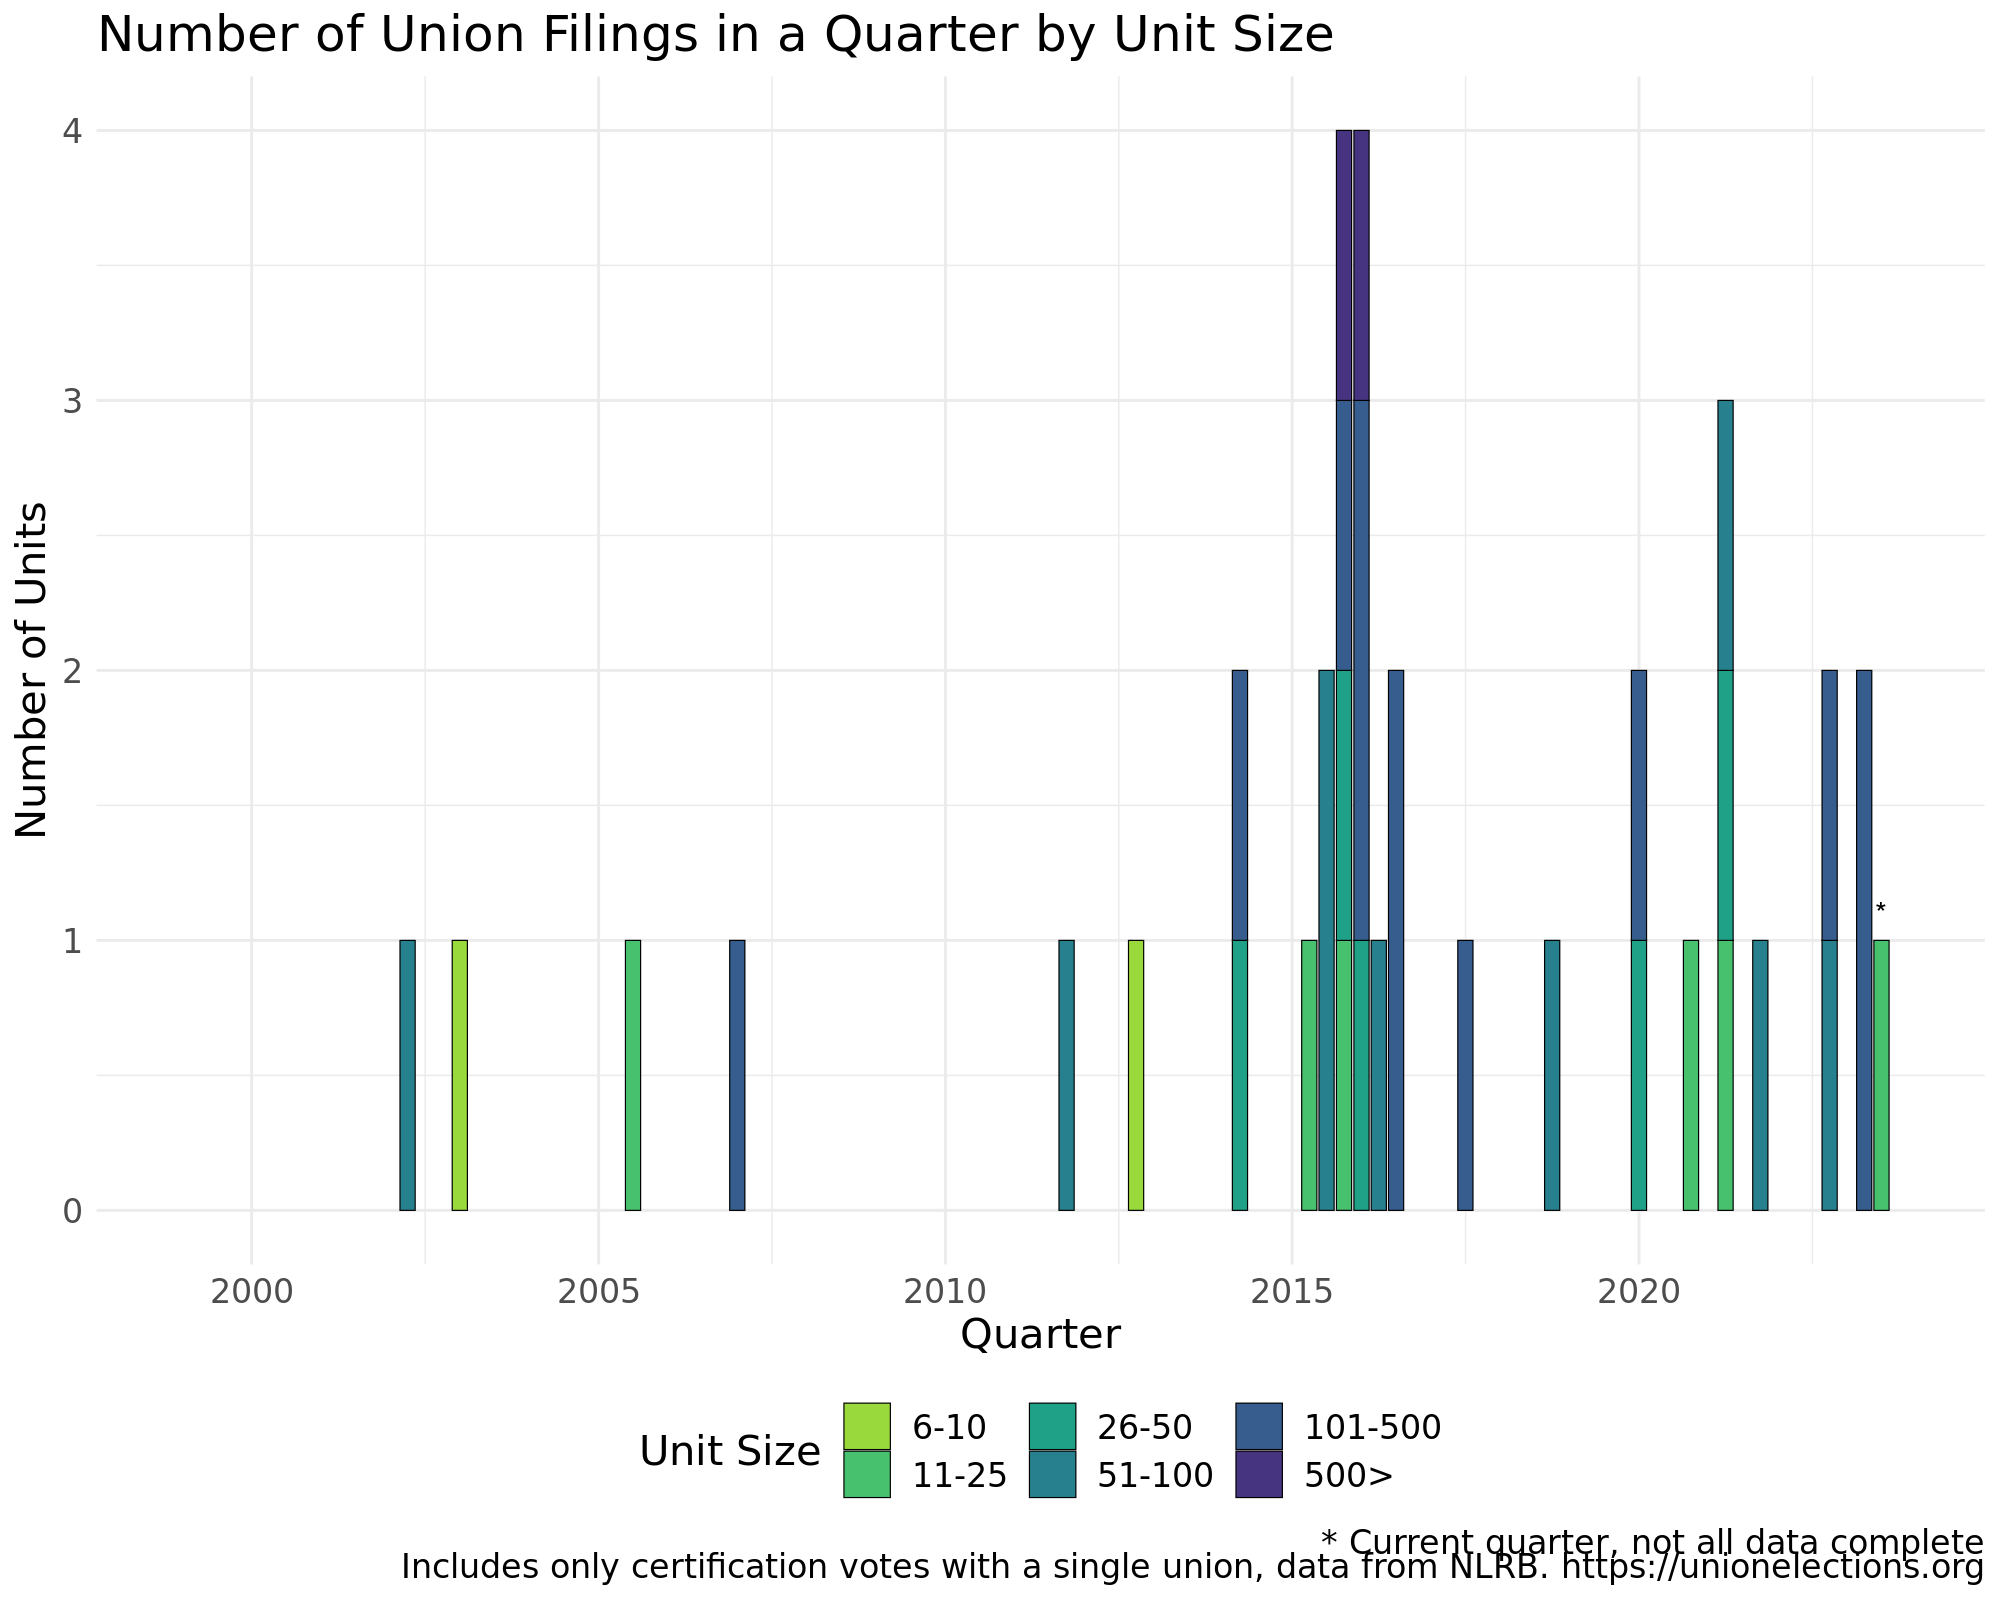 Number of Union Filings in a Quarter by Unit Size
Number of Units
4
3
2
1
0
*
2000 2005 2010 2015 2020
Quarter
Unit Size
6-10 26-50 101-500
11-25 51-100 500>
* Current quarter, not all data complete
Includes only certification votes with a single union, data from NLRB. https://unionelections.org